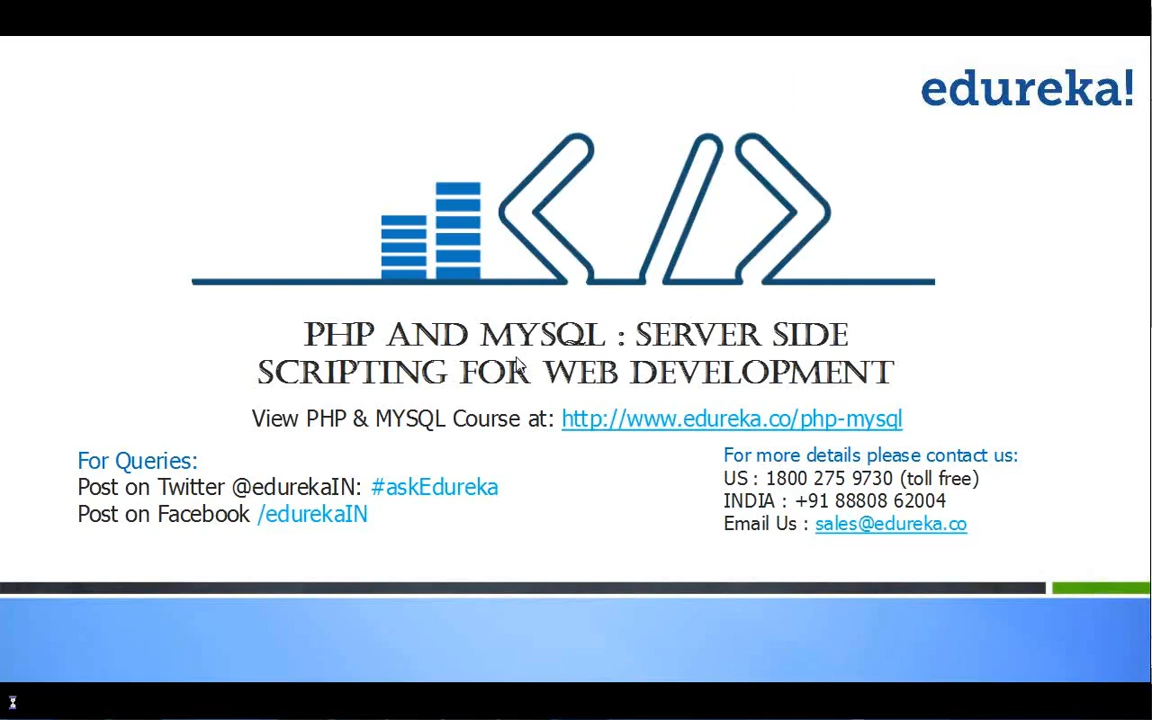 edureka!
PHP AND MYSQL : SERVER SIDE
SCRIPTING FOR WEB DEVELOPMENT
View PHP & MYSQL Course at: http://www.edureka.co/php-mysql
For Queries:
Post on Twitter @edurekaIN: #askEdureka
Post on Facebook /edurekaIN
For more details please contact us:
US : 1800 275 9730 (toll free)
INDIA : +91 88808 62004
Email Us : sales@edureka.co